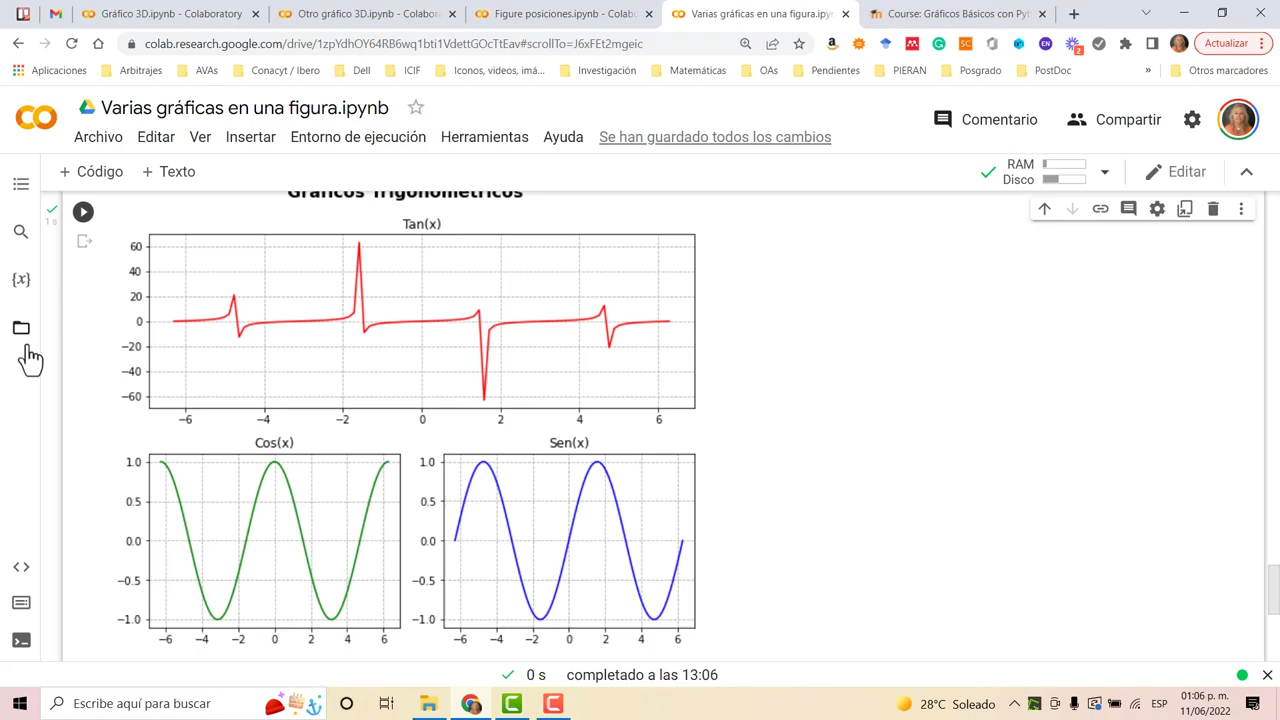 Gráfico 3D.ipynb - Colaboratory
Otro gráfico 3D.ipynb - Colabora
Figure posiciones.ipynb - Colab
Varias gráficas en una figura.ipyn
Course: Gráficos Básicos con Pyt
colab.research.google.com/drive/1zpVrhOYX4RB6wq1bti1VdettGzCcTtEav#scrollTo=J6xFEt2mgeic
Actualizar
Aplicaciones
Arbitrajes
AVAs
Conacyt / Ibero
Deli
ICIF
Iconos, videos, imá...
Investigación
Matemáticas
OAs
Pendientes
PIERAN
Posgrado
PostDoc
»
Otros marcadores
Varias gráficas en una figura.ipynb
Archivo Editar Ver Insertar Entorno de ejecución Herramientas Ayuda Se han guardado todos los cambios
Comentario
Compartir
+ Código + Texto
RAM
Disco
Editar
1 s
{x}
Gráficos Trigonométricos
Tan(x)
60
40
20
0
−20
−40
−60
−6 −4 −2 0 2 4 6
Cos(x)
1.0
0.5
0.0
−0.5
−1.0
−6 −4 −2 0 2 4 6
Sen(x)
1.0
0.5
0.0
−0.5
−1.0
−6 −4 −2 0 2 4 6
0 s completado a las 13:06
Escribe aquí para buscar
28°C Soleado
ESP
01:06 p. m.
11/06/2022